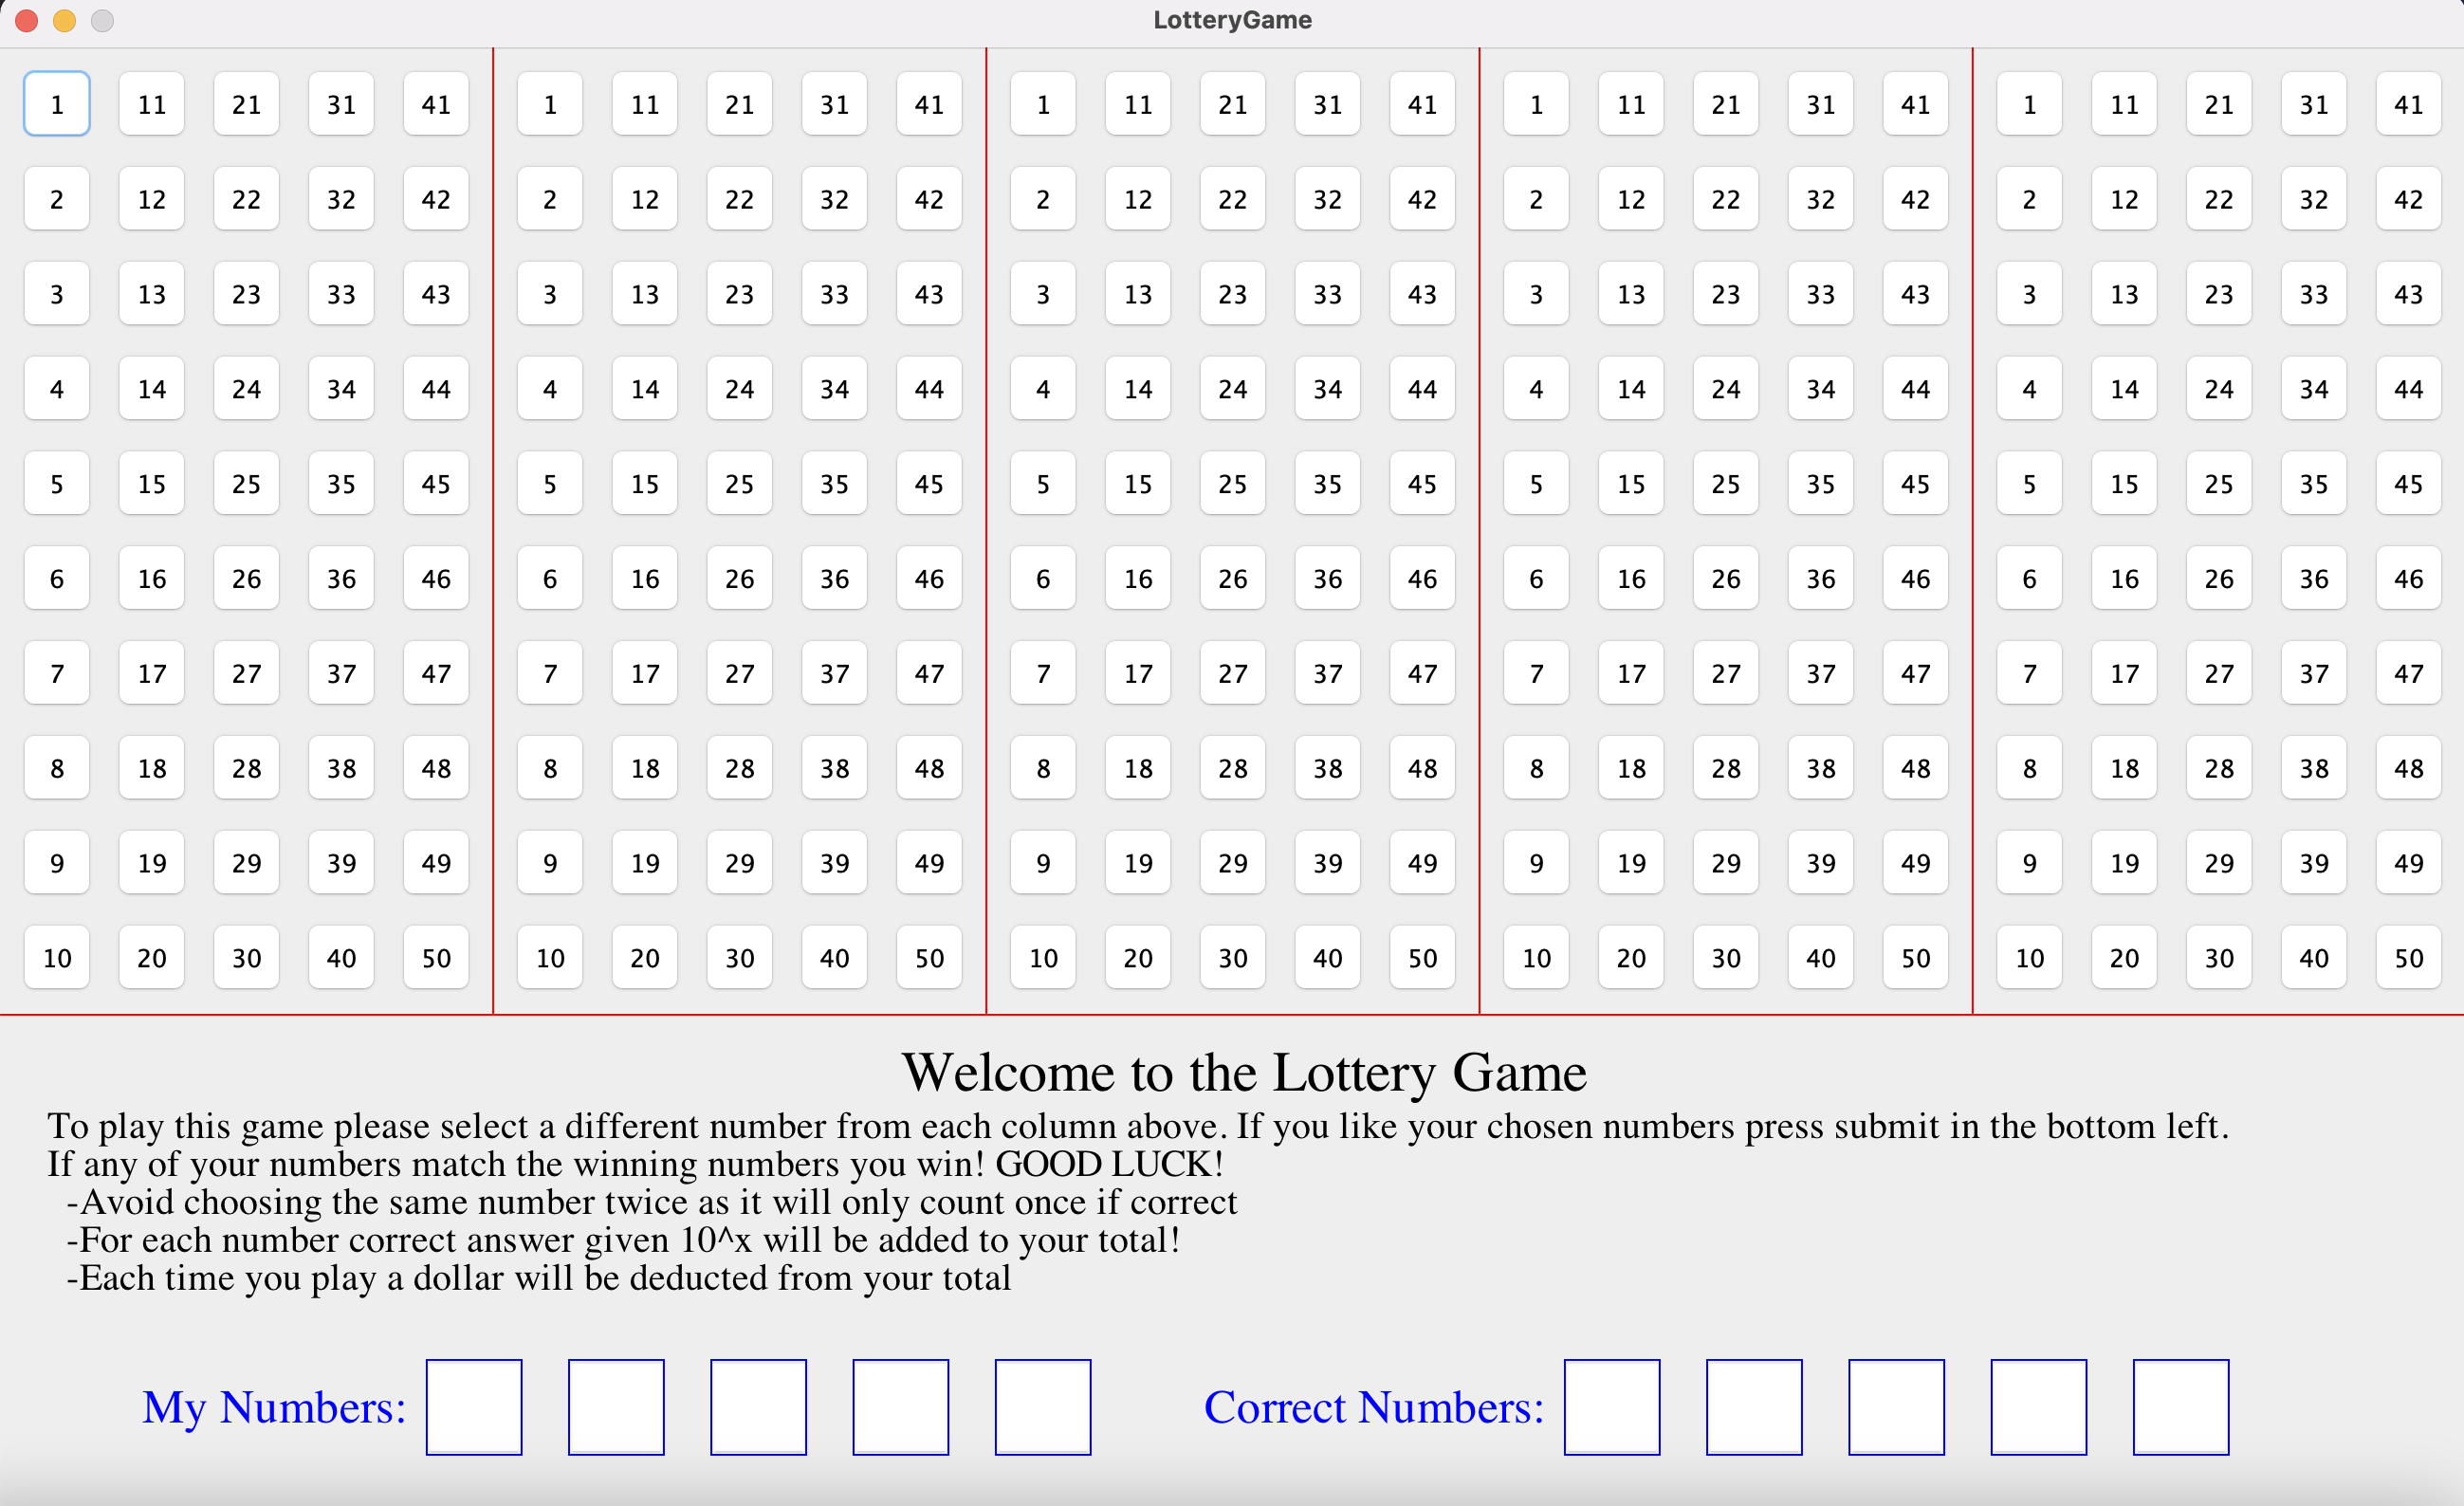 LotteryGame
1 11 21 31 41 1 11 21 31 41 1 11 21 31 41 1 11 21 31 41 1 11 21 31 41
2 12 22 32 42 2 12 22 32 42 2 12 22 32 42 2 12 22 32 42 2 12 22 32 42
3 13 23 33 43 3 13 23 33 43 3 13 23 33 43 3 13 23 33 43 3 13 23 33 43
4 14 24 34 44 4 14 24 34 44 4 14 24 34 44 4 14 24 34 44 4 14 24 34 44
5 15 25 35 45 5 15 25 35 45 5 15 25 35 45 5 15 25 35 45 5 15 25 35 45
6 16 26 36 46 6 16 26 36 46 6 16 26 36 46 6 16 26 36 46 6 16 26 36 46
7 17 27 37 47 7 17 27 37 47 7 17 27 37 47 7 17 27 37 47 7 17 27 37 47
8 18 28 38 48 8 18 28 38 48 8 18 28 38 48 8 18 28 38 48 8 18 28 38 48
9 19 29 39 49 9 19 29 39 49 9 19 29 39 49 9 19 29 39 49 9 19 29 39 49
10 20 30 40 50 10 20 30 40 50 10 20 30 40 50 10 20 30 40 50 10 20 30 40 50
Welcome to the Lottery Game
To play this game please select a different number from each column above. If you like your chosen numbers press submit in the bottom left.
If any of your numbers match the winning numbers you win! GOOD LUCK!
-Avoid choosing the same number twice as it will only count once if correct
-For each number correct answer given 10^x will be added to your total!
-Each time you play a dollar will be deducted from your total
My Numbers: Correct Numbers: